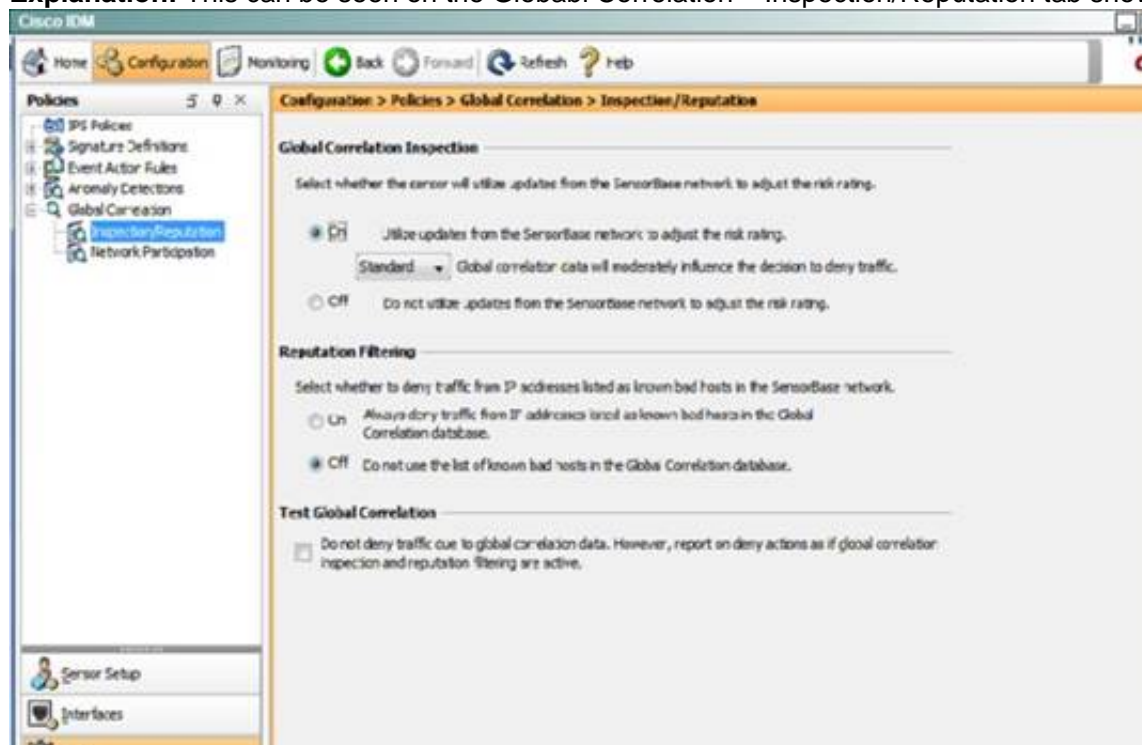 Explanation: This can be seen on the Globabl Correlation – Inspection/Reputation tab
Cisco IDM
Home Configuration Monitoring Back Forward Refresh Help
Policies
IPS Policies
Signature Definitions
Event Action Rules
Anomaly Detections
Global Correlation
Inspection/Reputation
Network Participation
Sensor Setup
Interfaces
Configuration > Policies > Global Correlation > Inspection/Reputation
Global Correlation Inspection
Select whether the sensor will utilize updates from the SensorBase network to adjust the risk rating.
On Utilize updates from the SensorBase network to adjust the risk rating.
Standard Global correlation data will moderately influence the decision to deny traffic.
Off Do not utilize updates from the SensorBase network to adjust the risk rating.
Reputation Filtering
Select whether to deny traffic from IP addresses listed as known bad hosts in the SensorBase network.
On Always deny traffic from IP addresses listed as known bad hosts in the Global
Correlation database.
Off Do not use the list of known bad hosts in the Global Correlation database.
Test Global Correlation
Do not deny traffic due to global correlation data. However, report on deny actions as if global correlation
inspection and reputation filtering are active.